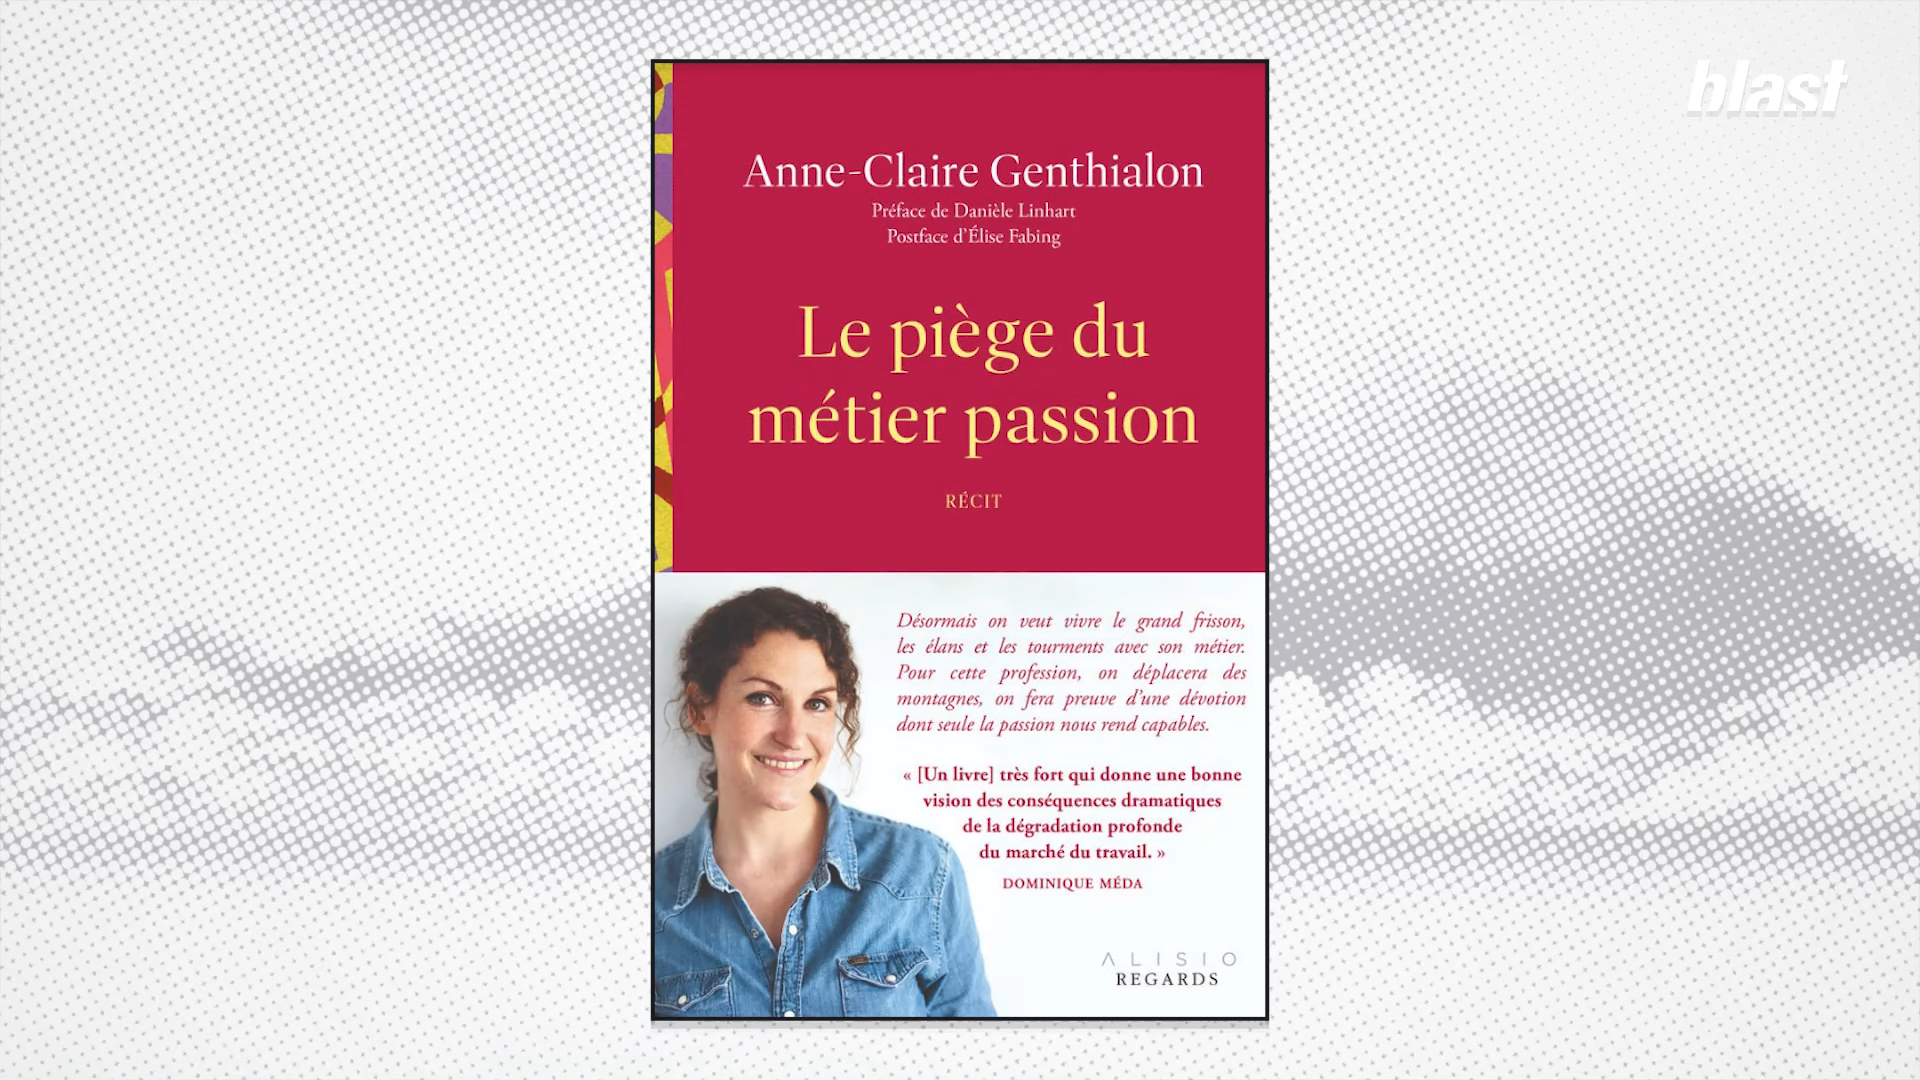 blast
Anne-Claire Genthialon
Préface de Danièle Linhart
Postface d'Élise Fabing
Le piège du
métier passion
RÉCIT
Désormais on veut vivre le grand frisson,
les élans et les tourments avec son métier.
Pour cette profession, on déplacera des
montagnes, on fera preuve d'une dévotion
dont seule la passion nous rend capables.
« [Un livre] très fort qui donne une bonne
vision des conséquences dramatiques
de la dégradation profonde
du marché du travail. »
DOMINIQUE MÉDA
ALISIO
REGARDS